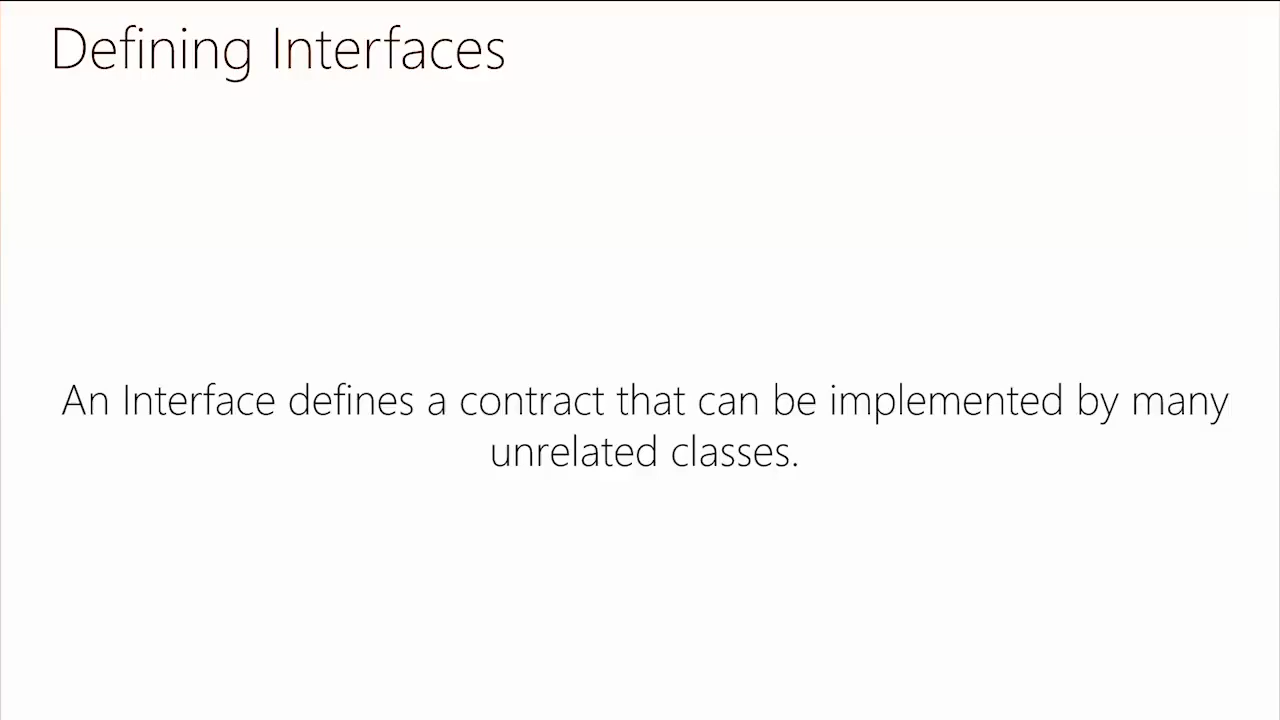 Defining Interfaces
An Interface defines a contract that can be implemented by many
unrelated classes.